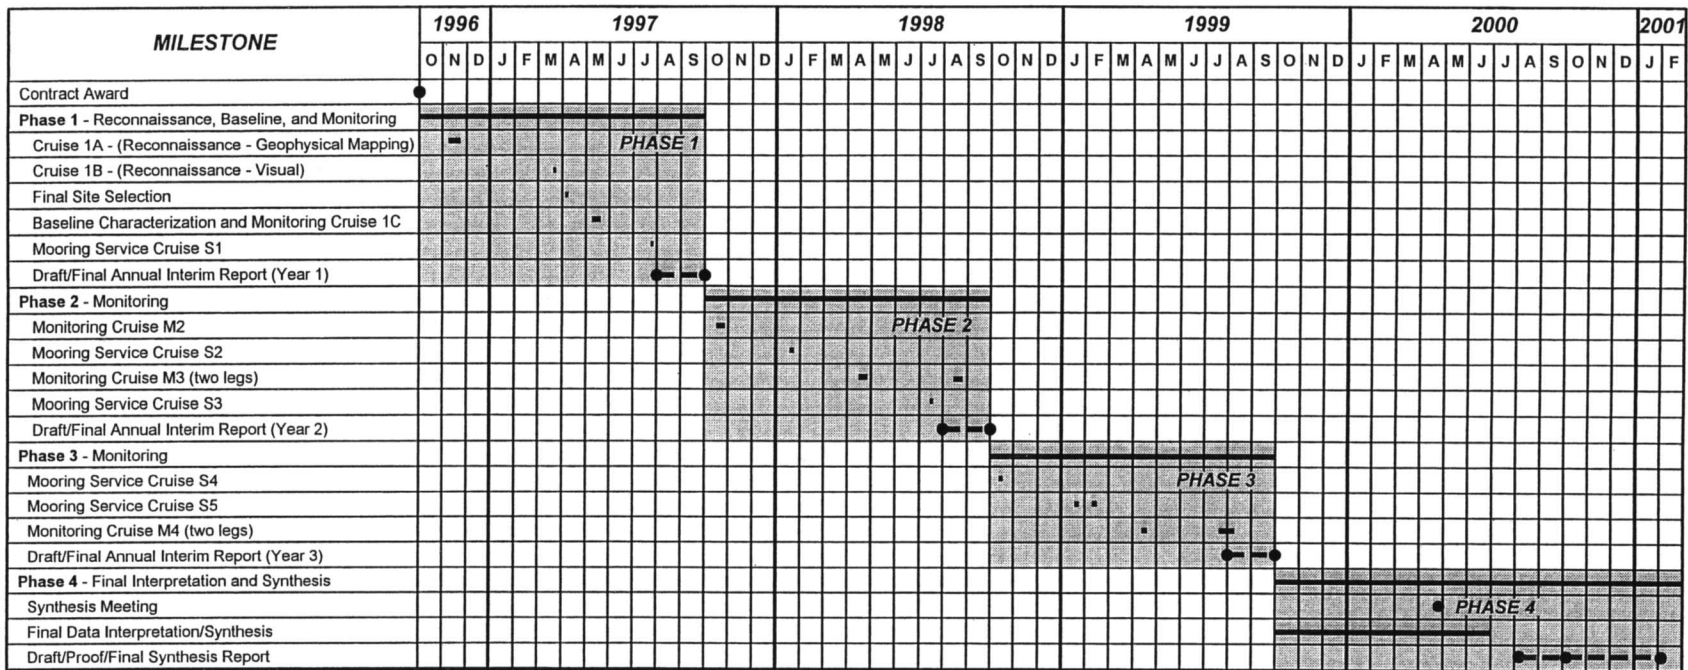 MILESTONE
1996 1997 1998 1999 2000 2001
O N D J F M A M J J A S O N D J F M A M J J A S O N D J F M A M J J A S O N D J F M A M J J A S O N D J F
Contract Award
Phase 1 - Reconnaissance, Baseline, and Monitoring
Cruise 1A - (Reconnaissance - Geophysical Mapping) PHASE 1
Cruise 1B - (Reconnaissance - Visual)
Final Site Selection
Baseline Characterization and Monitoring Cruise 1C
Mooring Service Cruise S1
Draft/Final Annual Interim Report (Year 1)
Phase 2 - Monitoring
Monitoring Cruise M2 PHASE 2
Mooring Service Cruise S2
Monitoring Cruise M3 (two legs)
Mooring Service Cruise S3
Draft/Final Annual Interim Report (Year 2)
Phase 3 - Monitoring
Mooring Service Cruise S4 PHASE 3
Mooring Service Cruise S5
Monitoring Cruise M4 (two legs)
Draft/Final Annual Interim Report (Year 3)
Phase 4 - Final Interpretation and Synthesis
Synthesis Meeting PHASE 4
Final Data Interpretation/Synthesis
Draft/Proof/Final Synthesis Report